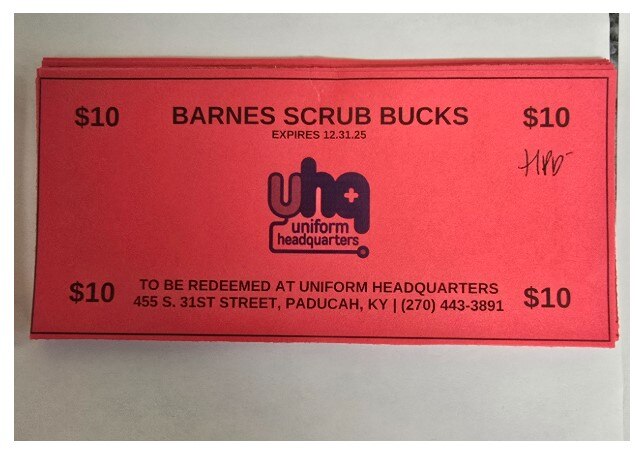 $10 BARNES SCRUB BUCKS $10
EXPIRES 12.31.25
uhq
uniform
headquarters
TO BE REDEEMED AT UNIFORM HEADQUARTERS
$10 455 S. 31ST STREET, PADUCAH, KY | (270) 443-3891 $10